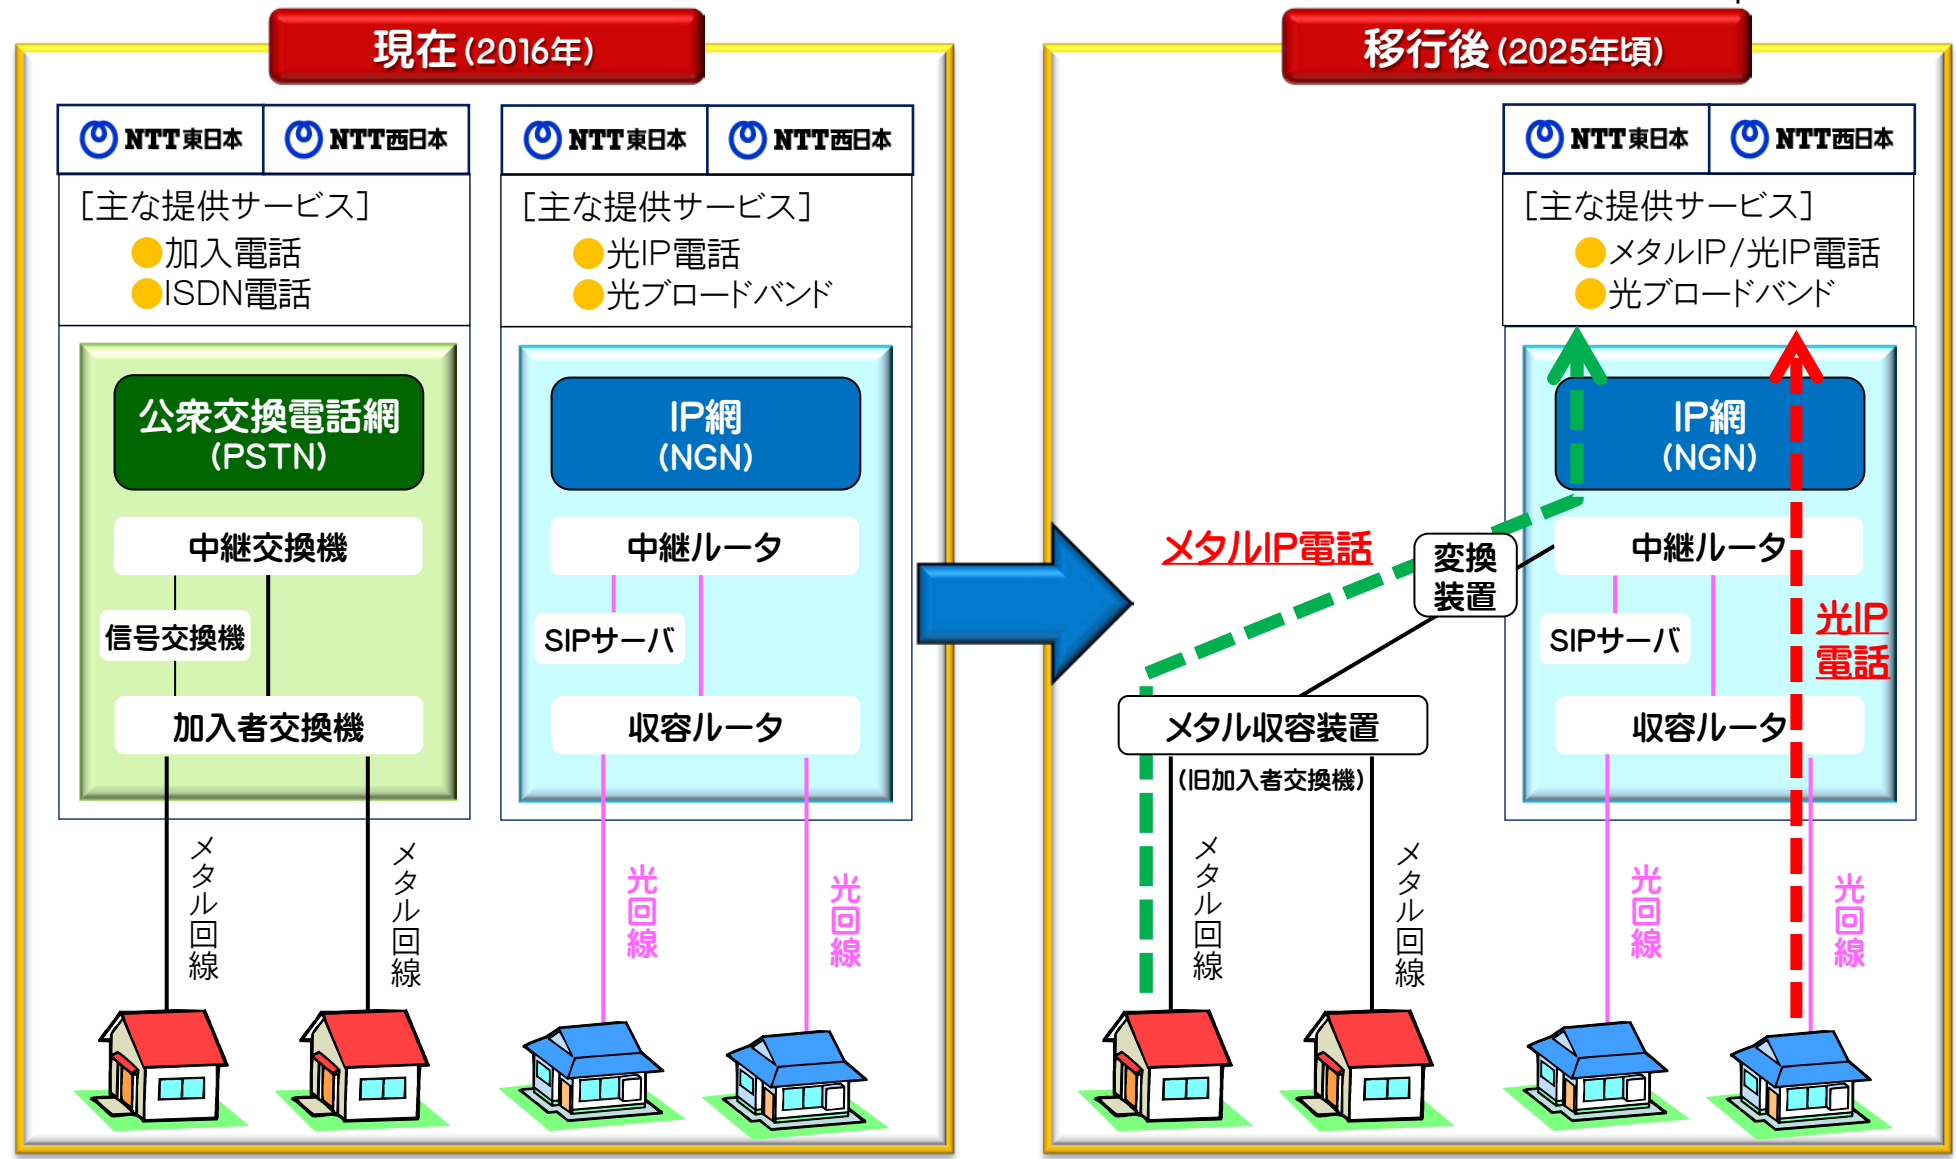 現在(2016年)
NTT東日本
NTT西日本
[主な提供サービス]
●加入電話
●ISDN電話
公衆交換電話網
(PSTN)
中継交換機
信号交換機
加入者交換機
メタル回線
メタル回線
NTT東日本
NTT西日本
[主な提供サービス]
●光IP電話
●光ブロードバンド
IP網
(NGN)
中継ルータ
SIPサーバ
収容ルータ
光回線
光回線
移行後(2025年頃)
NTT東日本
NTT西日本
[主な提供サービス]
●メタルIP/光IP電話
●光ブロードバンド
IP網
(NGN)
メタルIP電話
変換
装置
中継ルータ
SIPサーバ
光IP
電話
メタル収容装置
(旧加入者交換機)
収容ルータ
メタル回線
メタル回線
光回線
光回線